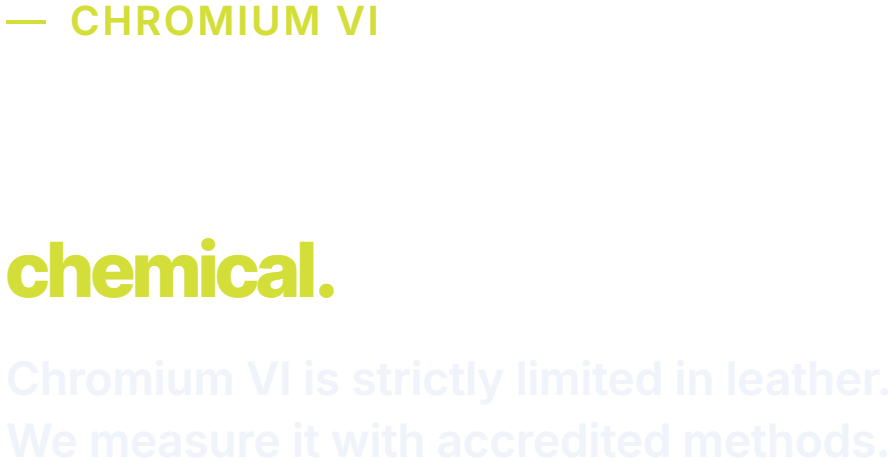 — CHROMIUM VI
chemical.
Chromium VI is strictly limited in leather.
We measure it with accredited methods.